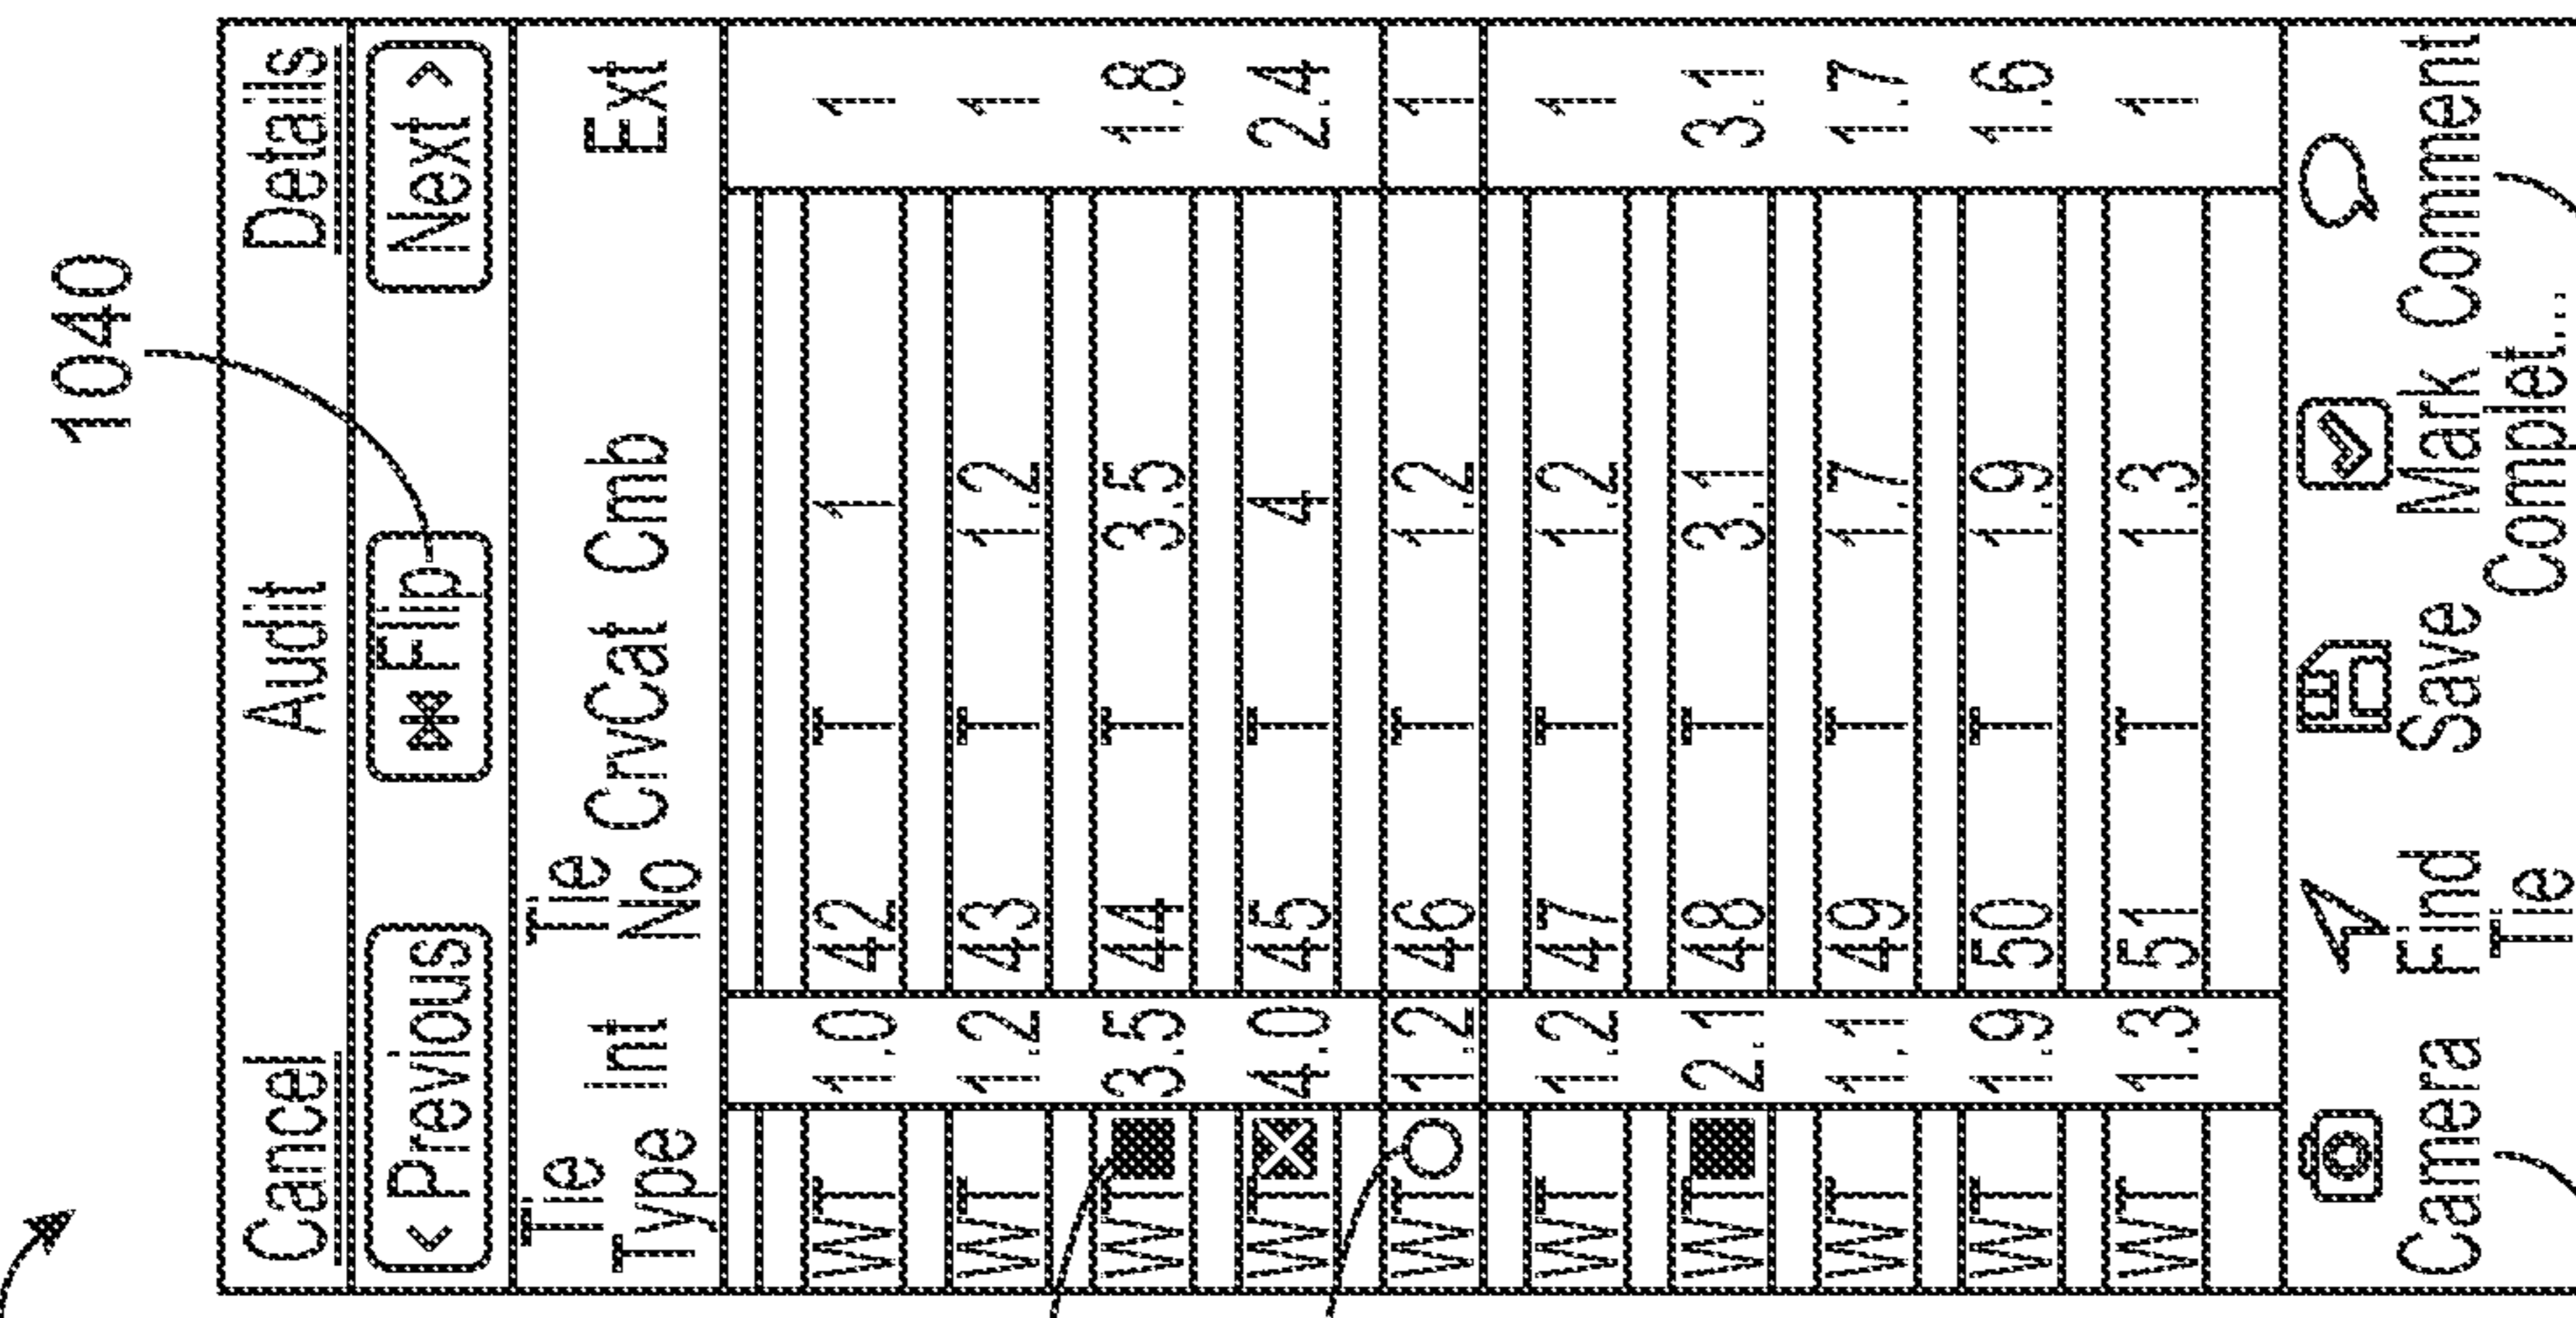 1040
Cancel Audit Details
< Previous Flip Next >
Tie Type Int Tie No CrvCat Cmb Ext
WT 1.0 42 T 1 1
WT 1.2 43 T 1.2 1
WT 3.5 44 T 3.5 1.8
WT 4.0 45 T 4 2.4
WT 1.2 46 T 1.2 1
WT 1.2 47 T 1.2 1
WT 2.1 48 T 3.1 3.1
WT 1.1 49 T 1.7 1.7
WT 1.9 50 T 1.9 1.6
WT 1.3 51 T 1.3 1
Camera Find Save Mark Comment
Tie Complet...